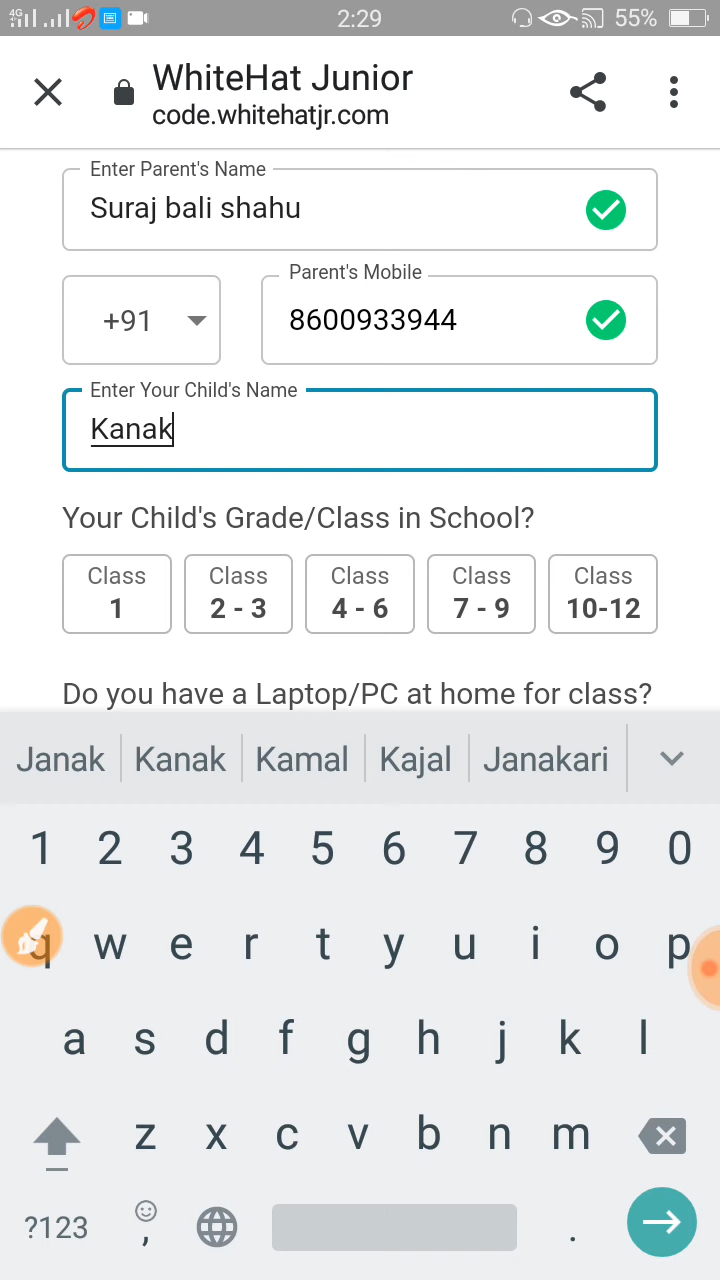 4G 2:29 55%
WhiteHat Junior
code.whitehatjr.com
Enter Parent's Name
Suraj bali shahu
Parent's Mobile
+91 8600933944
Enter Your Child's Name
Kanak
Your Child's Grade/Class in School?
Class Class Class Class Class
1 2 - 3 4 - 6 7 - 9 10-12
Do you have a Laptop/PC at home for class?
Janak Kanak Kamal Kajal Janakari
1 2 3 4 5 6 7 8 9 0
q w e r t y u i o p
a s d f g h j k l
z x c v b n m
?123 , .